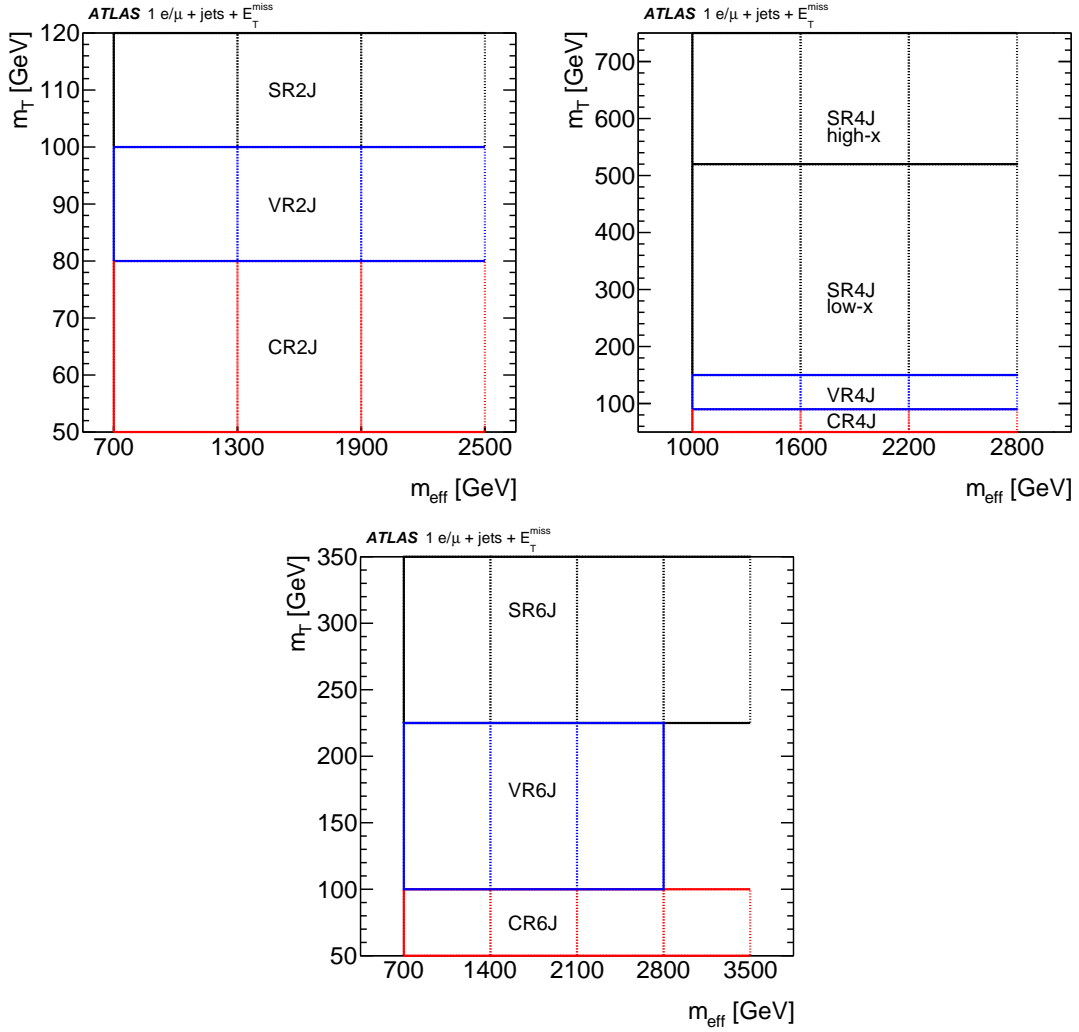 ATLAS 1 e/μ + jets + E_T^miss
m_T [GeV]
120
110
100
90
80
70
60
50
SR2J
VR2J
CR2J
700 1300 1900 2500
m_eff [GeV]
ATLAS 1 e/μ + jets + E_T^miss
m_T [GeV]
700
600
500
400
300
200
100
SR4J
high-x
SR4J
low-x
VR4J
CR4J
1000 1600 2200 2800
m_eff [GeV]
ATLAS 1 e/μ + jets + E_T^miss
m_T [GeV]
350
300
250
200
150
100
50
SR6J
VR6J
CR6J
700 1400 2100 2800 3500
m_eff [GeV]